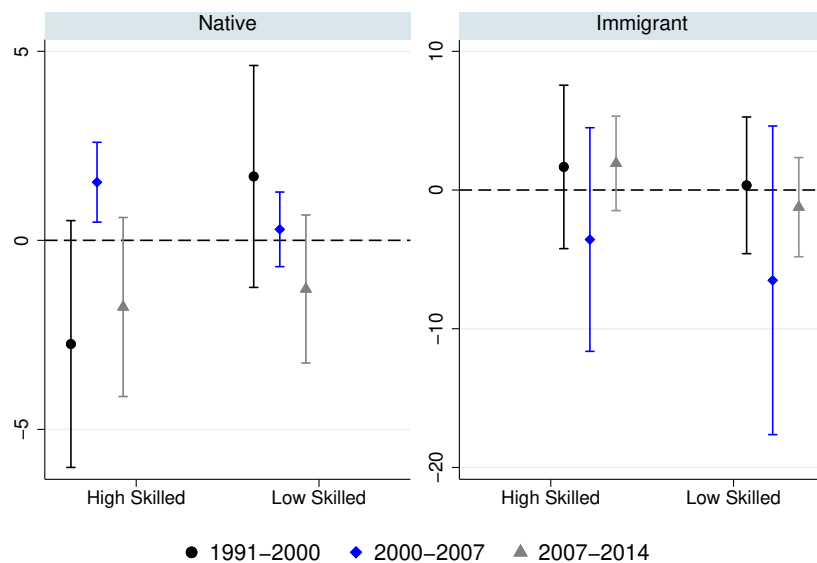 Native
Immigrant
5
0
−5
10
0
−10
−20
High Skilled
Low Skilled
High Skilled
Low Skilled
1991−2000
2000−2007
2007−2014